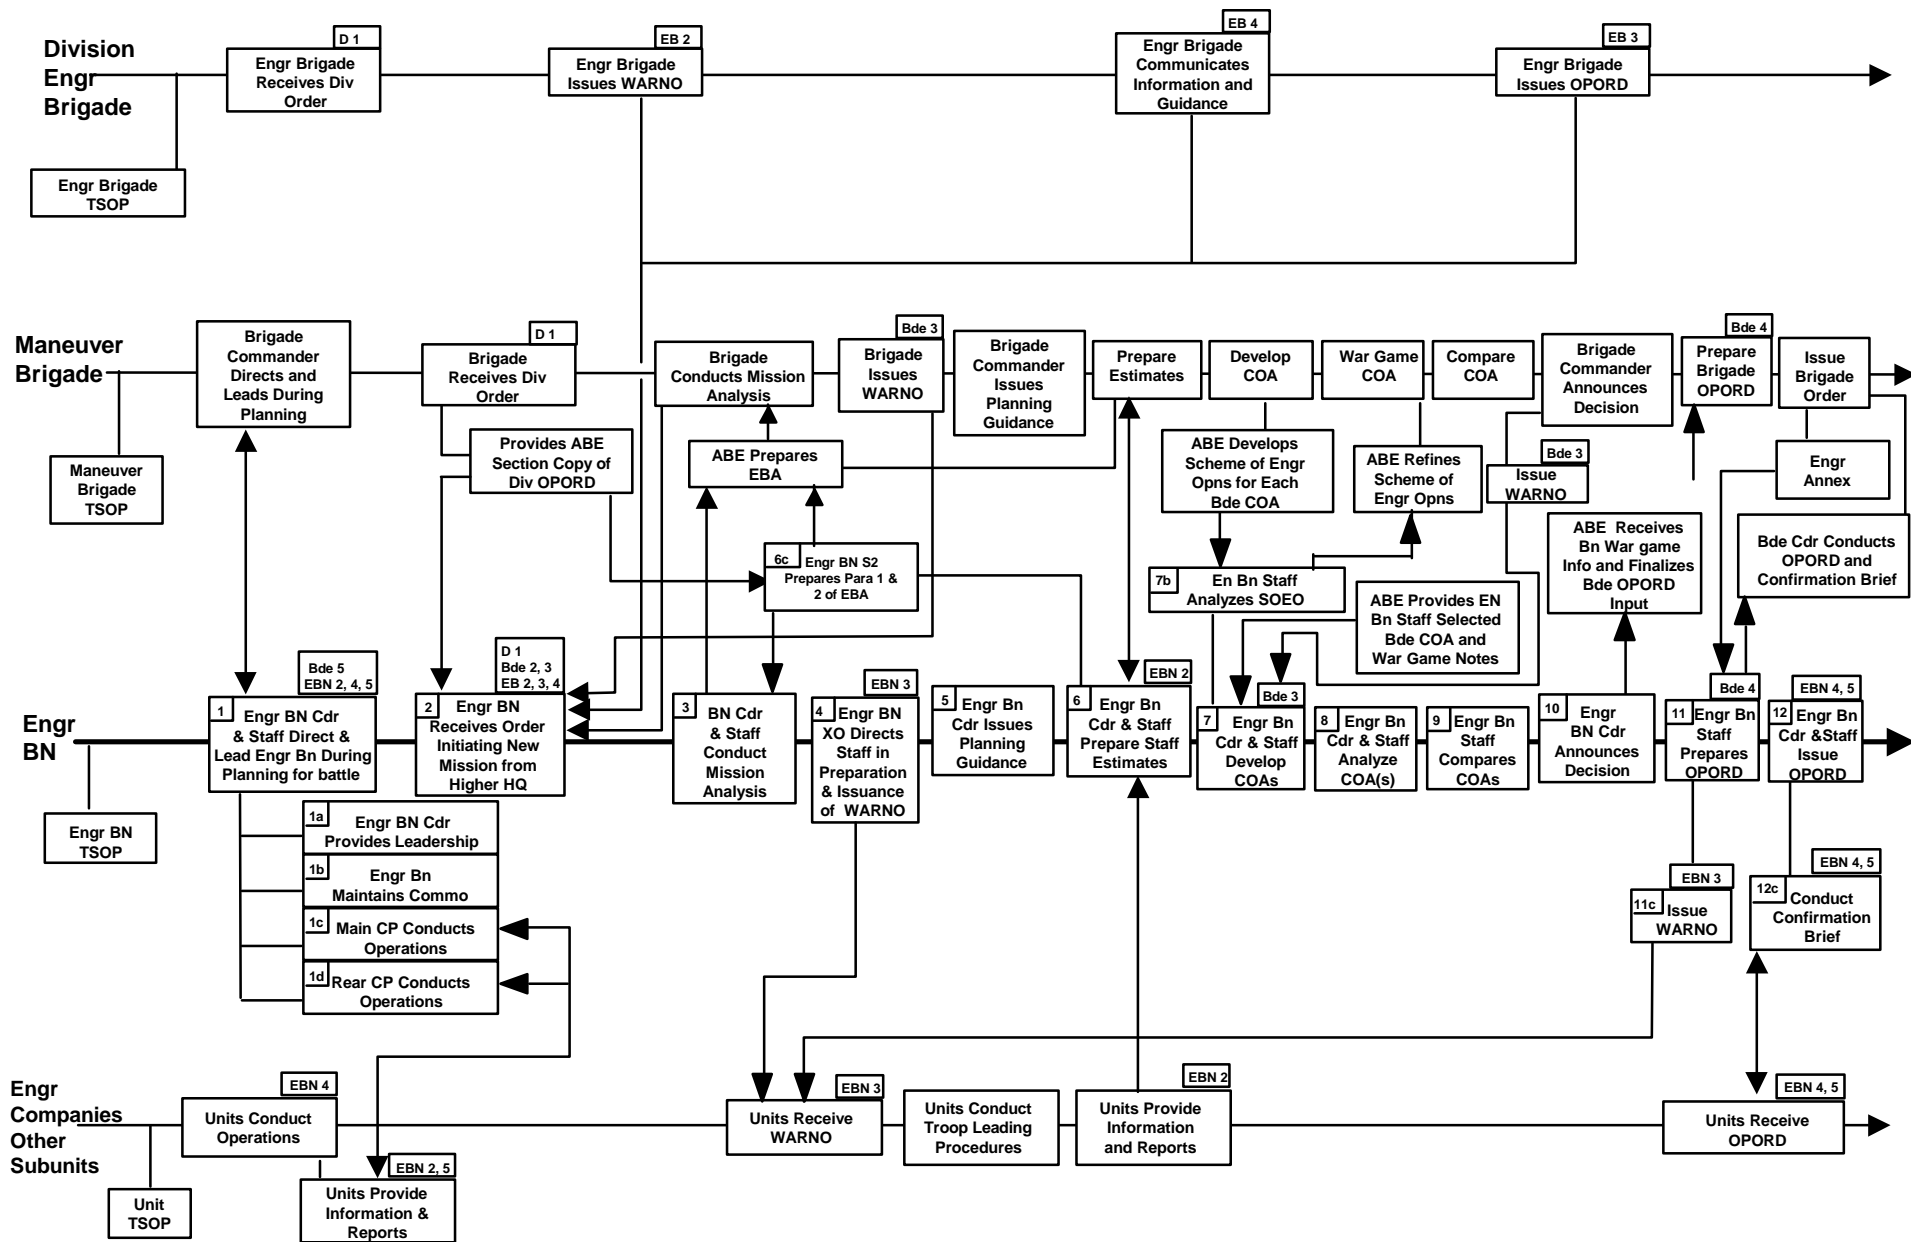 Division
Engr
Brigade
D 1
Engr Brigade
Receives Div
Order
EB 2
Engr Brigade
Issues WARNO
EB 4
Engr Brigade
Communicates
Information and
Guidance
EB 3
Engr Brigade
Issues OPORD
Engr Brigade
TSOP
Maneuver
Brigade
Brigade
Commander
Directs and
Leads During
Planning
D 1
Brigade
Receives Div
Order
Brigade
Conducts Mission
Analysis
Bde 3
Brigade
Issues
WARNO
Brigade
Commander
Issues
Planning
Guidance
Prepare
Estimates
Develop
COA
War Game
COA
Compare
COA
Brigade
Commander
Announces
Decision
Bde 4
Prepare
Brigade
OPORD
Issue
Brigade
Order
Maneuver
Brigade
TSOP
Provides ABE
Section Copy of
Div OPORD
ABE Prepares
EBA
ABE Develops
Scheme of Engr
Opns for Each
Bde COA
ABE Refines
Scheme of
Engr Opns
Bde 3
Issue
WARNO
Engr
Annex
6c
Engr BN S2
Prepares Para 1 &
2 of EBA
7b
En Bn Staff
Analyzes SOEO
ABE Provides EN
Bn Staff Selected
Bde COA and
War Game Notes
ABE Receives
Bn War game
Info and Finalizes
Bde OPORD
Input
Bde Cdr Conducts
OPORD and
Confirmation Brief
Engr
BN
Bde 5
EBN 2, 4, 5
1
Engr BN Cdr
& Staff Direct &
Lead Engr Bn During
Planning for battle
D 1
Bde 2, 3
EB 2, 3, 4
2
Engr BN
Receives Order
Initiating New
Mission from
Higher HQ
3
BN Cdr
& Staff
Conduct
Mission
Analysis
EBN 3
4
Engr BN
XO Directs
Staff in
Preparation
& Issuance
of WARNO
5
Engr Bn
Cdr Issues
Planning
Guidance
EBN 2
6
Engr Bn
Cdr & Staff
Prepare Staff
Estimates
Bde 3
7
Engr Bn
Cdr & Staff
Develop
COAs
8
Engr Bn
Cdr & Staff
Analyze
COA(s)
9
Engr Bn
Staff
Compares
COAs
10
Engr
BN Cdr
Announces
Decision
Bde 4
11
Engr Bn
Staff
Prepares
OPORD
EBN 4, 5
12
Engr Bn
Cdr &Staff
Issue
OPORD
Engr BN
TSOP
1a
Engr BN Cdr
Provides Leadership
1b
Engr Bn
Maintains Commo
1c
Main CP Conducts
Operations
1d
Rear CP Conducts
Operations
EBN 3
11c
Issue
WARNO
EBN 4, 5
12c
Conduct
Confirmation
Brief
Engr
Companies
Other
Subunits
EBN 4
Units Conduct
Operations
EBN 3
Units Receive
WARNO
Units Conduct
Troop Leading
Procedures
EBN 2
Units Provide
Information
and Reports
EBN 4, 5
Units Receive
OPORD
Unit
TSOP
EBN 2, 5
Units Provide
Information &
Reports